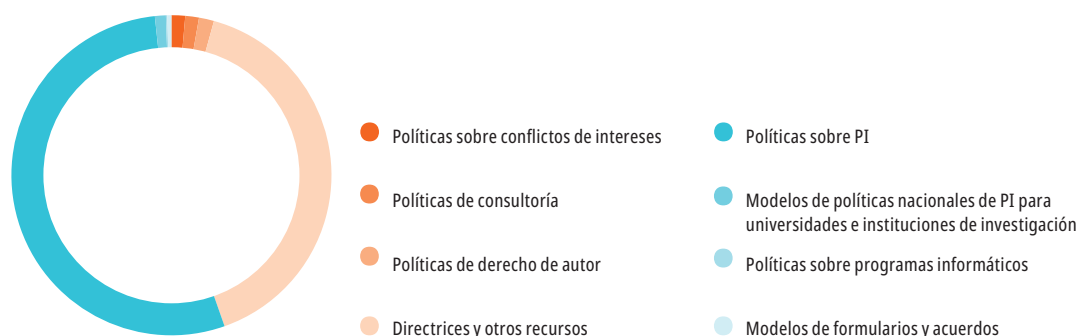 Políticas sobre conflictos de intereses
Políticas de consultoría
Políticas de derecho de autor
Directrices y otros recursos
Políticas sobre PI
Modelos de políticas nacionales de PI para
universidades e instituciones de investigación
Políticas sobre programas informáticos
Modelos de formularios y acuerdos